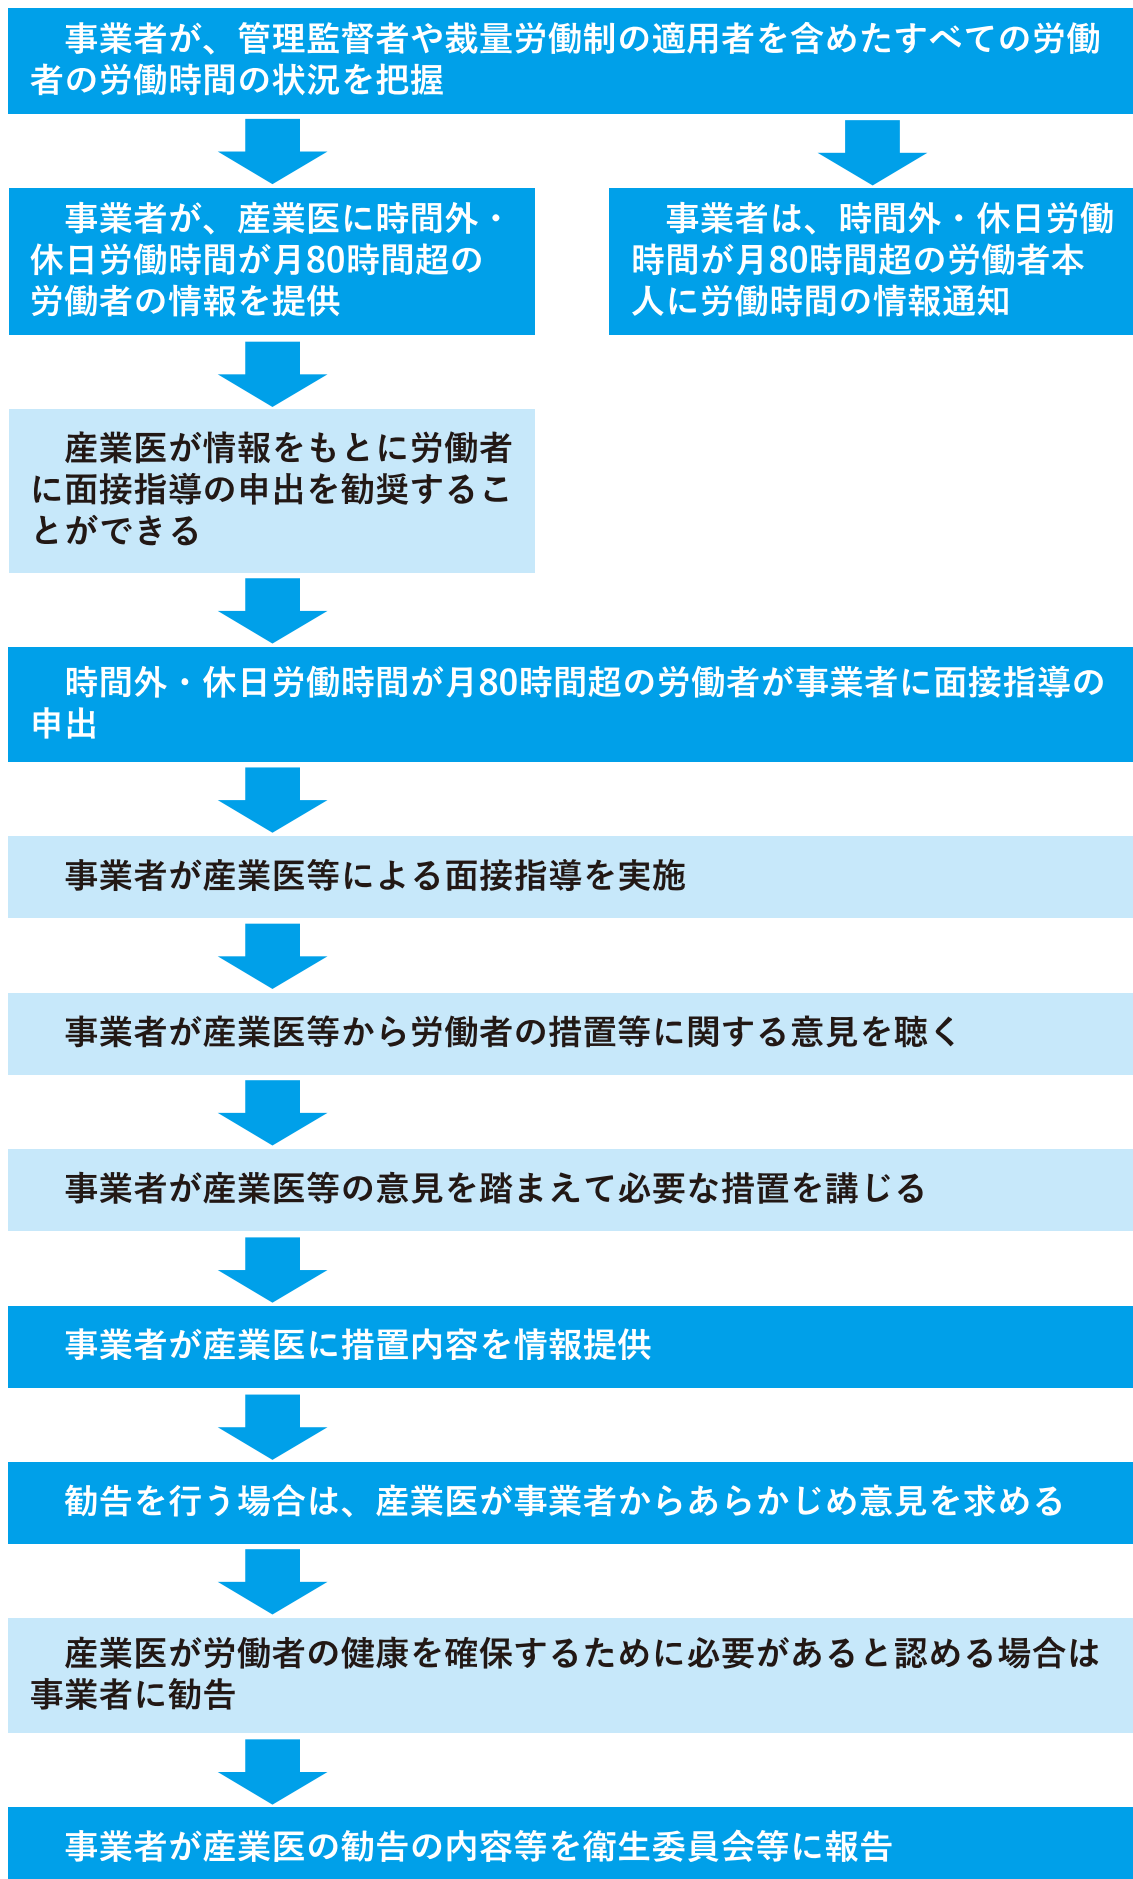 事業者が、管理監督者や裁量労働制の適用者を含めたすべての労働
者の労働時間の状況を把握
事業者が、産業医に時間外・
休日労働時間が月80時間超の
労働者の情報を提供
事業者は、時間外・休日労働
時間が月80時間超の労働者本
人に労働時間の情報通知
産業医が情報をもとに労働者
に面接指導の申出を勧奨するこ
とができる
時間外・休日労働時間が月80時間超の労働者が事業者に面接指導の
申出
事業者が産業医等による面接指導を実施
事業者が産業医等から労働者の措置等に関する意見を聴く
事業者が産業医等の意見を踏まえて必要な措置を講じる
事業者が産業医に措置内容を情報提供
勧告を行う場合は、産業医が事業者からあらかじめ意見を求める
産業医が労働者の健康を確保するために必要があると認める場合は
事業者に勧告
事業者が産業医の勧告の内容等を衛生委員会等に報告